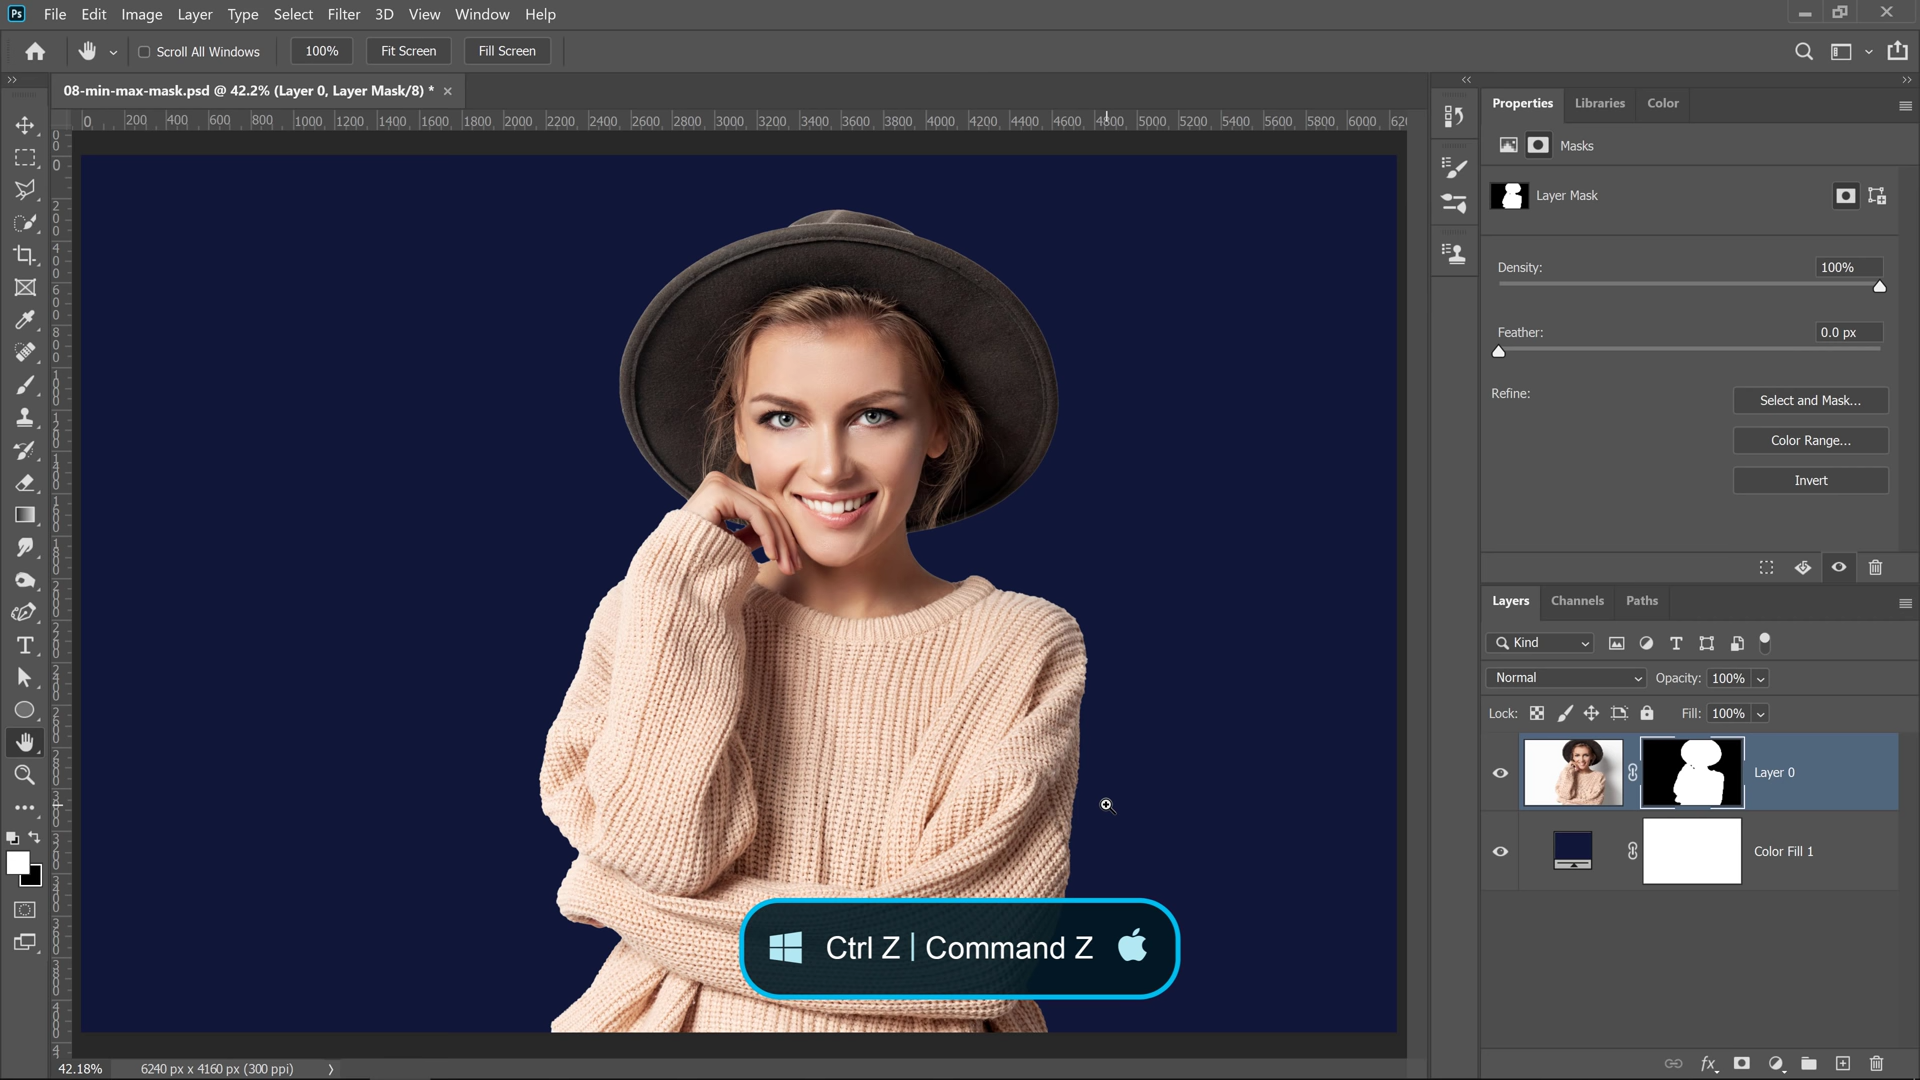 Ps File Edit Image Layer Type Select Filter 3D View Window Help
Scroll All Windows 100% Fit Screen Fill Screen
08-min-max-mask.psd @ 42.2% (Layer 0, Layer Mask/8) * ×
0 200 400 600 800 1000 1200 1400 1600 1800 2000 2200 2400 2600 2800 3000 3200 3400 3600 3800 4000 4200 4400 4600 4800 5000 5200 5400 5600 5800 6000
Properties Libraries Color
Masks
Layer Mask
Density: 100%
Feather: 0.0 px
Refine:
Select and Mask...
Color Range...
Invert
Layers Channels Paths
Kind
Normal Opacity: 100%
Lock: Fill: 100%
Layer 0
Color Fill 1
Ctrl Z | Command Z
42.18% 6240 px x 4160 px (300 ppi)